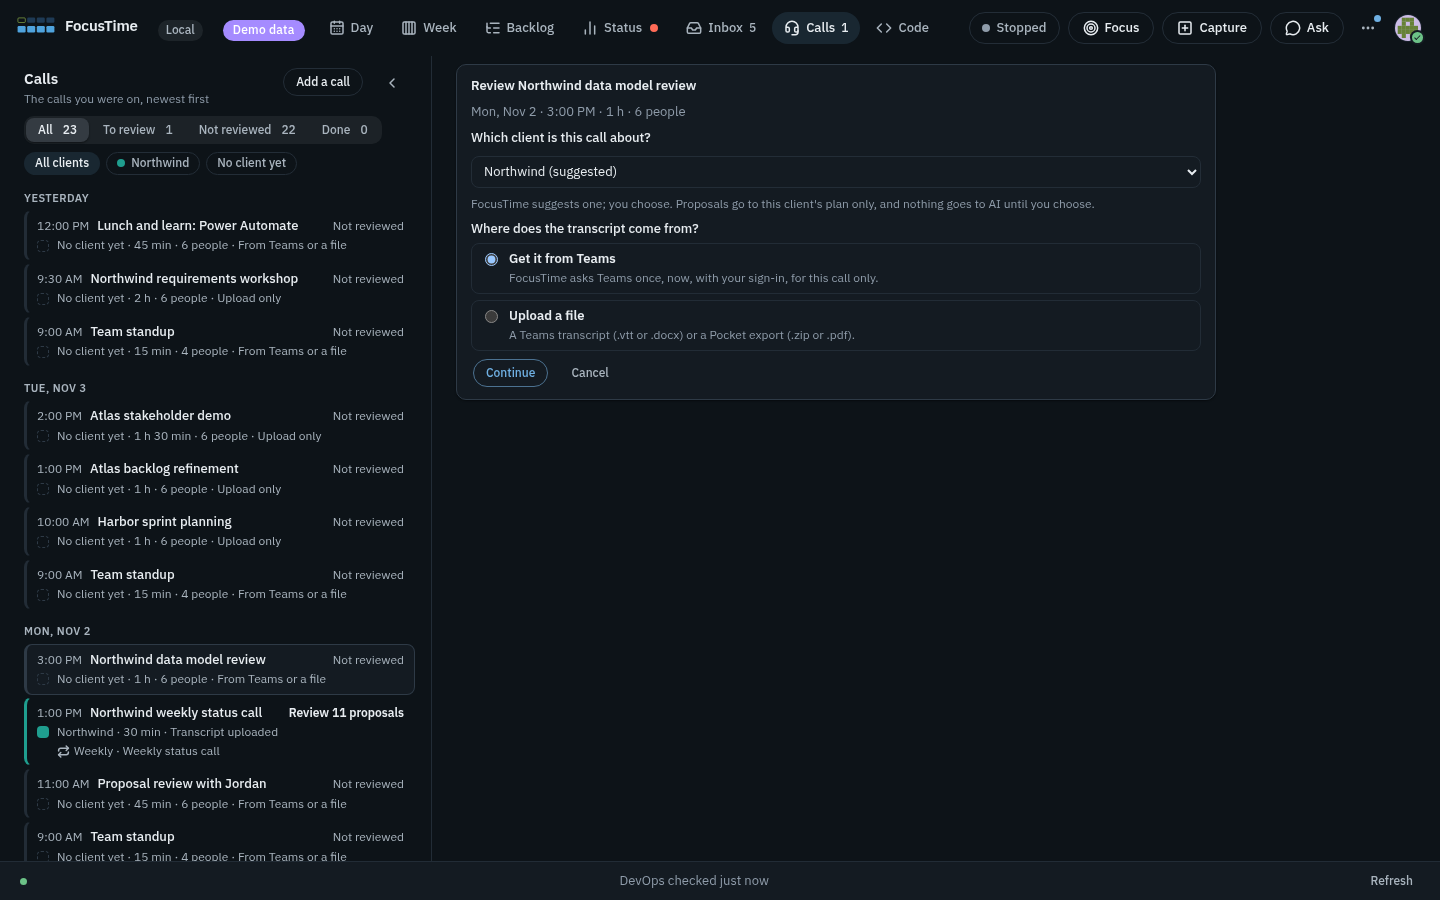 FocusTime
Local
Demo data
Day
Week
Backlog
Status
Inbox 5
Calls 1
Code
Stopped
Focus
Capture
Ask
Calls
The calls you were on, newest first
Add a call
All 23
To review 1
Not reviewed 22
Done 0
All clients
Northwind
No client yet
YESTERDAY
12:00 PM Lunch and learn: Power Automate Not reviewed
No client yet · 45 min · 6 people · From Teams or a file
9:30 AM Northwind requirements workshop Not reviewed
No client yet · 2 h · 6 people · Upload only
9:00 AM Team standup Not reviewed
No client yet · 15 min · 4 people · From Teams or a file
TUE, NOV 3
2:00 PM Atlas stakeholder demo Not reviewed
No client yet · 1 h 30 min · 6 people · Upload only
1:00 PM Atlas backlog refinement Not reviewed
No client yet · 1 h · 6 people · Upload only
10:00 AM Harbor sprint planning Not reviewed
No client yet · 1 h · 6 people · Upload only
9:00 AM Team standup Not reviewed
No client yet · 15 min · 4 people · From Teams or a file
MON, NOV 2
3:00 PM Northwind data model review Not reviewed
No client yet · 1 h · 6 people · From Teams or a file
1:00 PM Northwind weekly status call Review 11 proposals
Northwind · 30 min · Transcript uploaded
Weekly · Weekly status call
11:00 AM Proposal review with Jordan Not reviewed
No client yet · 45 min · 6 people · From Teams or a file
9:00 AM Team standup Not reviewed
No client yet · 15 min · 4 people · From Teams or a file
Review Northwind data model review
Mon, Nov 2 · 3:00 PM · 1 h · 6 people
Which client is this call about?
Northwind (suggested)
FocusTime suggests one; you choose. Proposals go to this client's plan only, and nothing goes to AI until you choose.
Where does the transcript come from?
Get it from Teams
FocusTime asks Teams once, now, with your sign-in, for this call only.
Upload a file
A Teams transcript (.vtt or .docx) or a Pocket export (.zip or .pdf).
Continue
Cancel
DevOps checked just now
Refresh